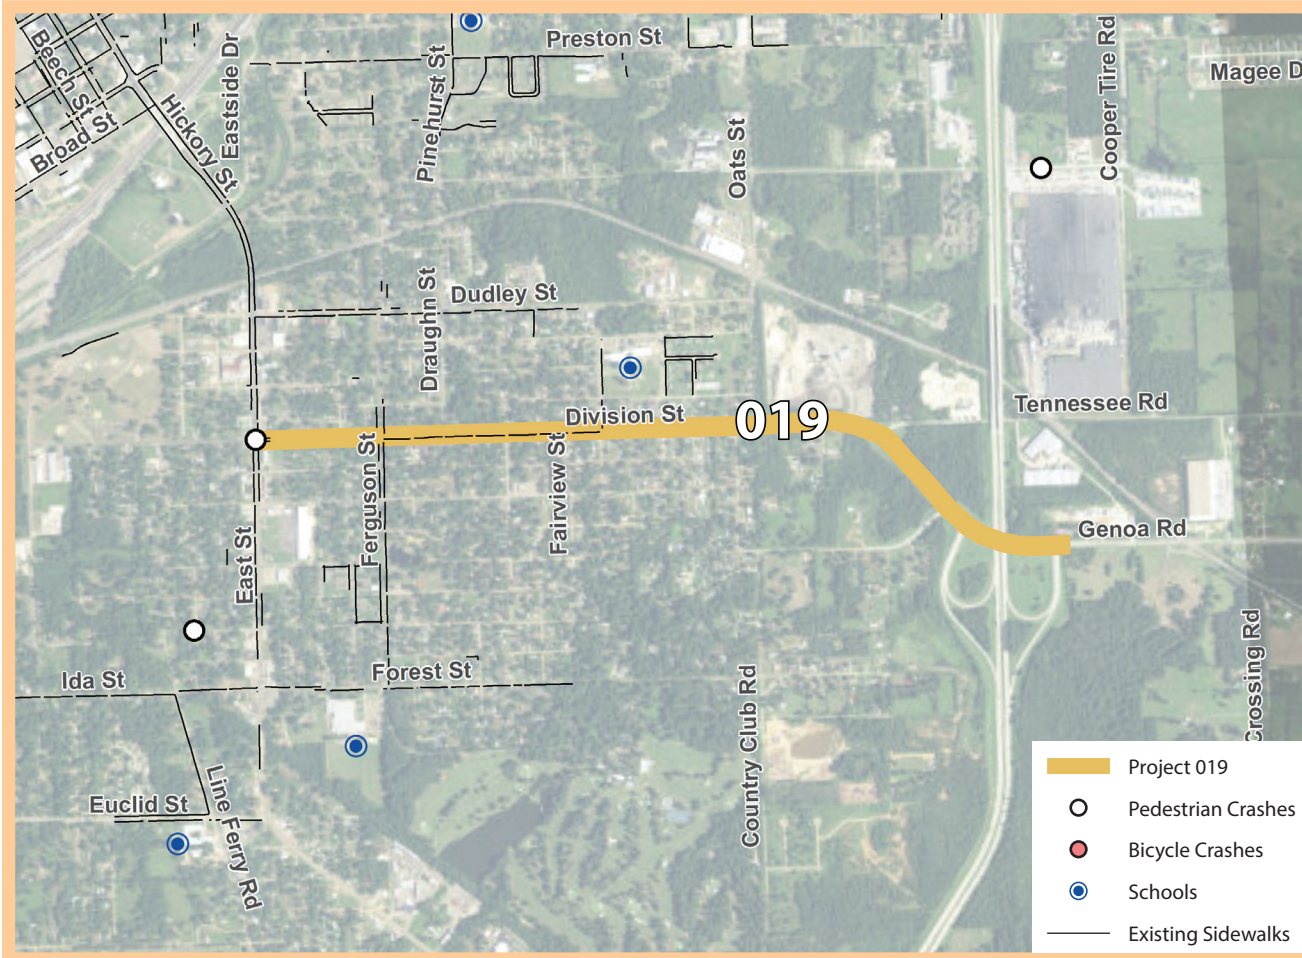 Preston St
Magee D
Beech St
Broad St
Hickory St
Eastside Dr
Pinehurst St
Oats St
Cooper Tire Rd
Draughn St
Dudley St
Division St
019
Tennessee Rd
Genoa Rd
Ferguson St
Fairview St
East St
Ida St
Forest St
Country Club Rd
Crossing Rd
Euclid St
Line Ferry Rd
Project 019
Pedestrian Crashes
Bicycle Crashes
Schools
Existing Sidewalks